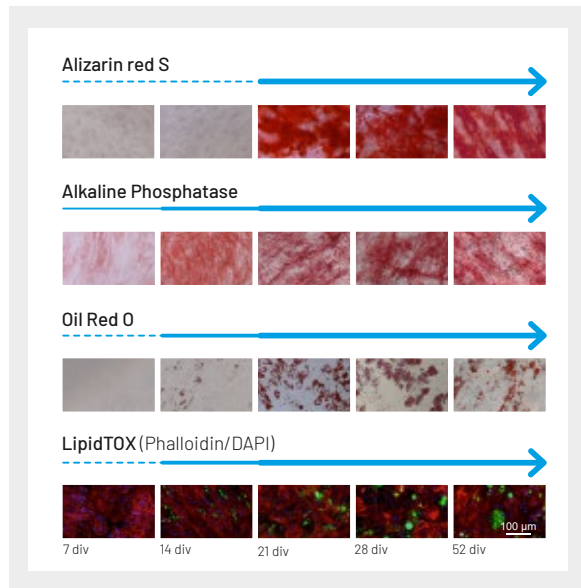 Alizarin red S
Alkaline Phosphatase
Oil Red O
LipidTOX (Phalloidin/DAPI)
100 µm
7 div 14 div 21 div 28 div 52 div